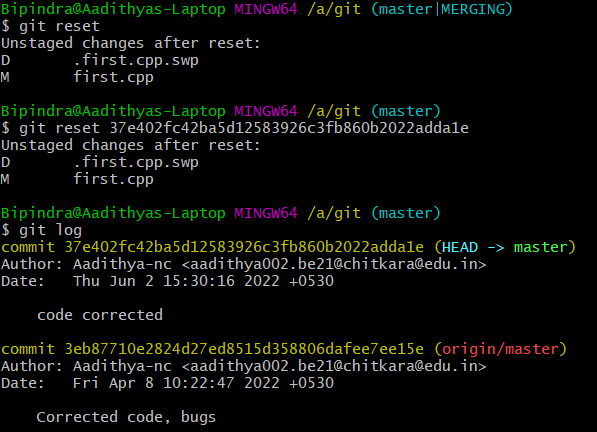 Bipindra@Aadithyas-Laptop MINGW64 /a/git (master|MERGING)
$ git reset
Unstaged changes after reset:
D       .first.cpp.swp
M       first.cpp
Bipindra@Aadithyas-Laptop MINGW64 /a/git (master)
$ git reset 37e402fc42ba5d12583926c3fb860b2022adda1e
Unstaged changes after reset:
D       .first.cpp.swp
M       first.cpp
Bipindra@Aadithyas-Laptop MINGW64 /a/git (master)
$ git log
commit 37e402fc42ba5d12583926c3fb860b2022adda1e (HEAD -> master)
Author: Aadithya-nc <aadithya002.be21@chitkara@edu.in>
Date:   Thu Jun 2 15:30:16 2022 +0530
    code corrected
commit 3eb87710e2824d27ed8515d358806dafee7ee15e (origin/master)
Author: Aadithya-nc <aadithya002.be21@chitkara@edu.in>
Date:   Fri Apr 8 10:22:47 2022 +0530
    Corrected code, bugs